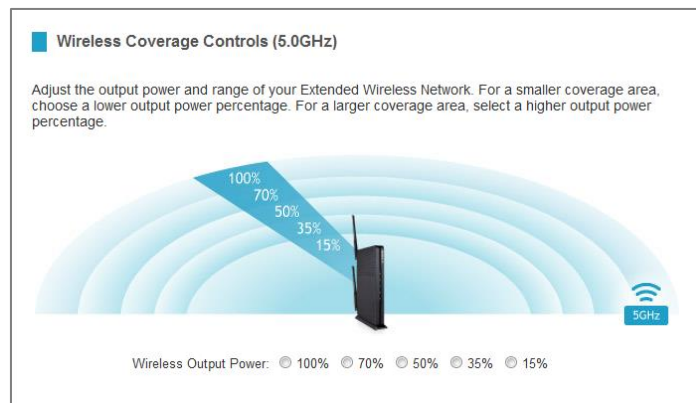 Wireless Coverage Controls (5.0GHz)
Adjust the output power and range of your Extended Wireless Network. For a smaller coverage area,
choose a lower output power percentage. For a larger coverage area, select a higher output power
percentage.
100%
70%
50%
35%
15%
5GHz
Wireless Output Power: 100% 70% 50% 35% 15%